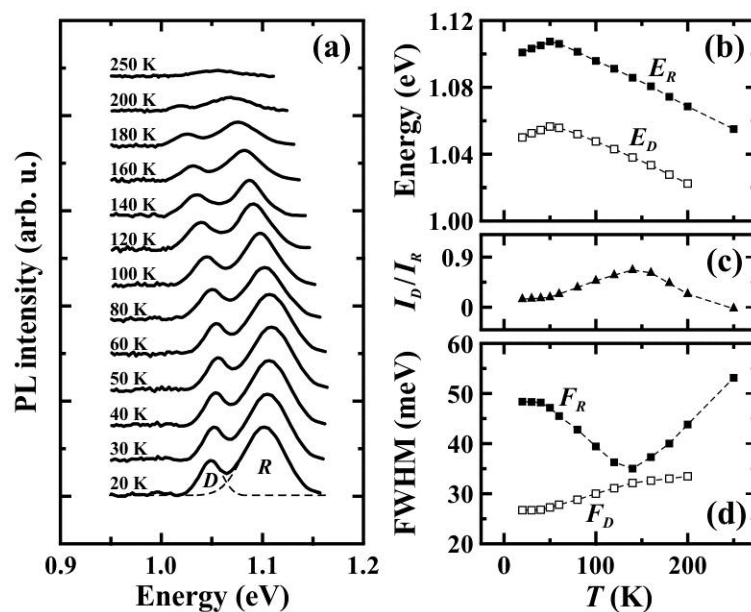 (a)
250 K
200 K
180 K
160 K
140 K
120 K
100 K
80 K
60 K
50 K
40 K
30 K
20 K
D
R
PL intensity (arb. u.)
0.9 1.0 1.1 1.2
Energy (eV)
(b)
E_R
E_D
1.12
1.08
1.04
1.00
Energy (eV)
(c)
0.9
0
I_D/I_R
60
50
40
30
20
FWHM (meV)
F_R
F_D
(d)
0 100 200
T (K)